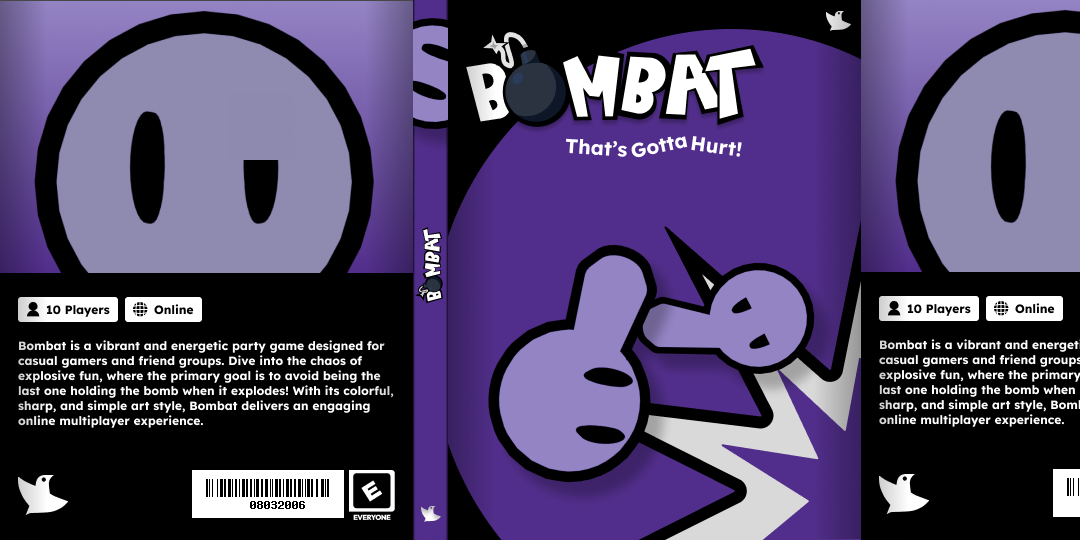 10 Players
Online
Bombat is a vibrant and energetic party game designed for
casual gamers and friend groups. Dive into the chaos of
explosive fun, where the primary goal is to avoid being the
last one holding the bomb when it explodes! With its colorful,
sharp, and simple art style, Bombat delivers an engaging
online multiplayer experience.
08032006
E
EVERYONE
BOMBAT
BOMBAT
That's Gotta Hurt!
10 Players
Online
Bombat is a vibrant and energeti
casual gamers and friend groups
explosive fun, where the primary
last one holding the bomb when
sharp, and simple art style, Bomb
online multiplayer experience.